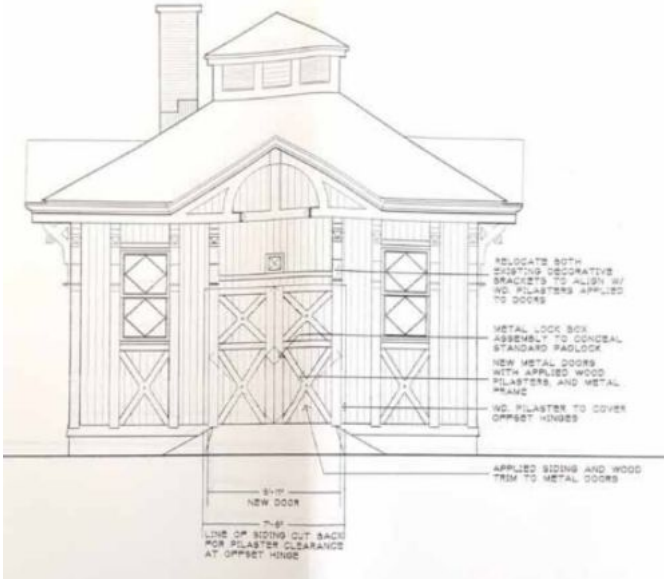 RELOCATE BOTH
EXISTING DECORATIVE
BRACKETS TO ALIGN W/
WD. PILASTERS APPLIED
TO DOORS
METAL LOCK BOX
ASSEMBLY TO CONCEAL
STANDARD PADLOCK
NEW METAL DOORS
WITH APPLIED WOOD
PILASTERS, AND METAL
FRAME
WD. PILASTER TO COVER
OFFSET HINGES
APPLIED SIDING AND WOOD
TRIM TO METAL DOORS
NEW DOOR
LINE OF SIDING CUT BACK
FOR PILASTER CLEARANCE
AT OFFSET HINGE